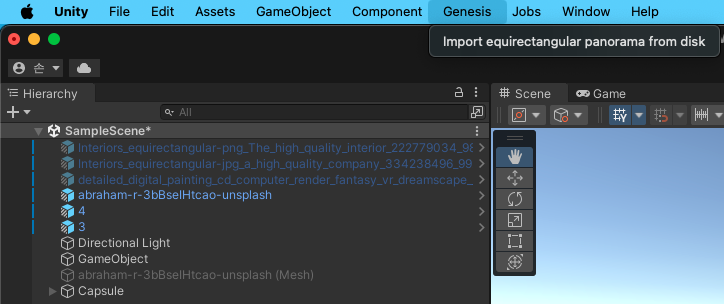 Unity File Edit Assets GameObject Component Genesis Jobs Window Help
Import equirectangular panorama from disk
손
Hierarchy
All
Scene Game
SampleScene*
Interiors_equirectangular-png_The_high_quality_interior_222779034_98
Interiors_equirectangular-jpg_a_high_quality_company_334238496_99
detailed_digital_painting_cd_computer_render_fantasy_vr_dreamscape_
abraham-r-3bBselHtcao-unsplash
4
3
Directional Light
GameObject
abraham-r-3bBselHtcao-unsplash (Mesh)
Capsule